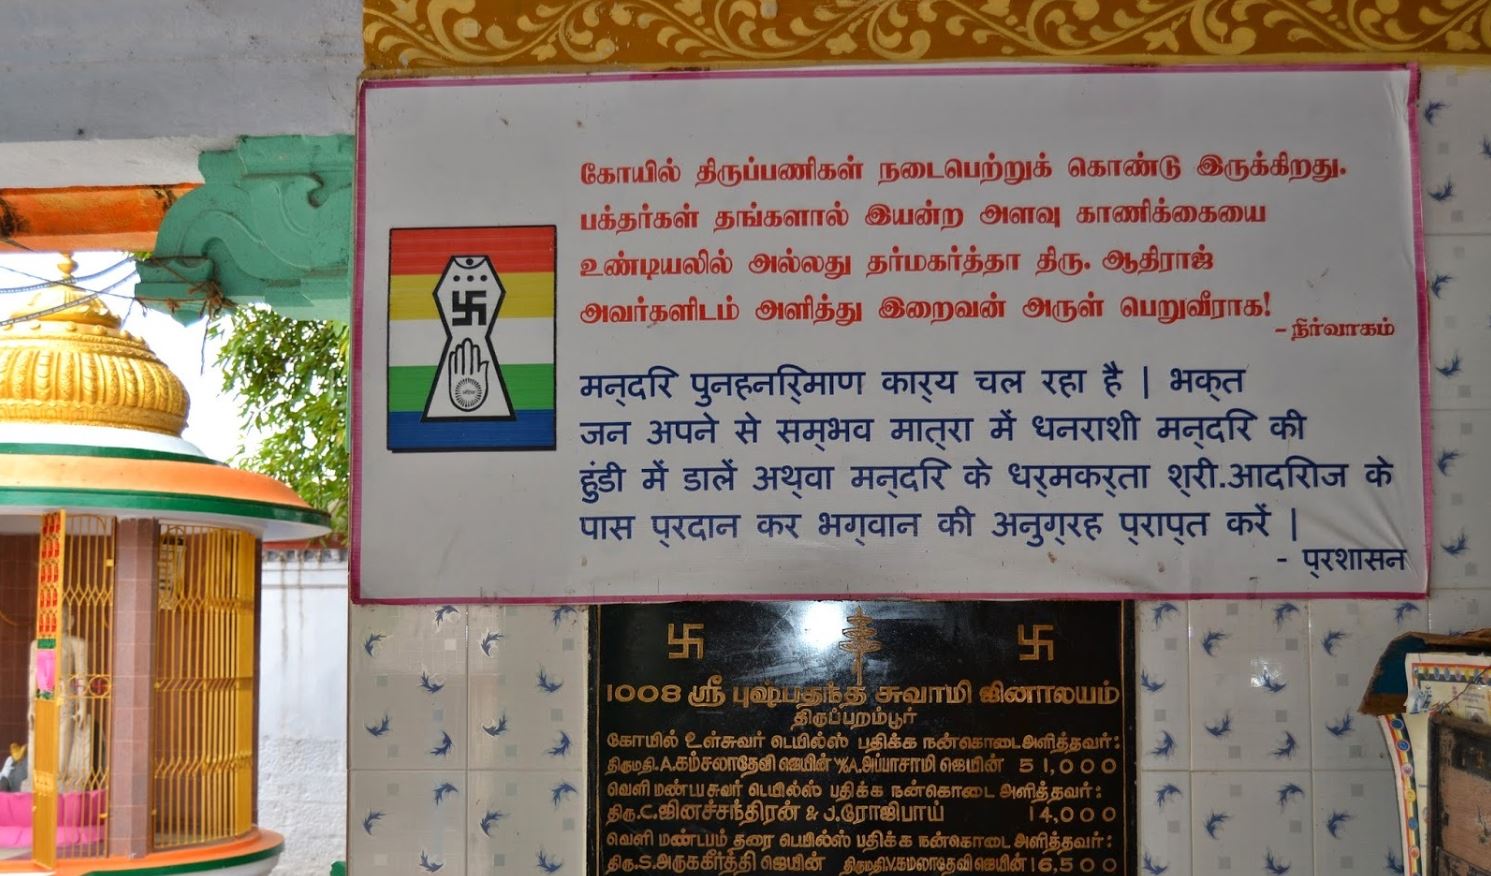 கோயில் திருப்பணிகள் நடைபெற்றுக் கொண்டு இருக்கிறது.
பக்தர்கள் தங்களால் இயன்ற அளவு காணிக்கையை
உண்டியலில் அல்லது தர்மகர்த்தா திரு. ஆதிராஜ்
அவர்களிடம் அளித்து இறைவன் அருள் பெறுவீராக!
- நிர்வாகம்
मन्‌दरि पुनहनरि्माण कार्‌य चल रहा है | भक्‌त
जन अपने से सम्‌भव मात्‌रा में धनराशी मन्‌दरि की
हुंडी में डालें अथ्‌वा मन्‌दरि के धर्‌मकर्‌ता श्‌री.आदरािज के
पास प्‌रदान कर भग्‌वान की अनुग्‌रह प्‌राप्‌त करें |
- प्‌रशासन
卐 卐
1008 ஸ்ரீ புஷ்பதந்த சுவாமி ஜினாலயம்
திருப்பறம்பூர்
கோயில் உள்சுவர் டெயில்ஸ் பதிக்க நன்கொடை அளித்தவர்:
திருமதி.A.கம்சலாதேவி ஜெயின் %A.அப்பாசாமி ஜெயின் 51,000
வெளி மண்டபசுவர் டெயில்ஸ் பதிக்க நன்கொடை அளித்தவர்:
திரு.C.ஜினச்சந்திரன் & J.ரோஜிபாய் 14,000
வெளி மண்டபம் தரை டெயில்ஸ் பதிக்க நன்கொடை அளித்தவர்:
திரு.S.அருககீர்த்தி ஜெயின் திருமதி.V.கமலாதேவி ஜெயின் 16,500